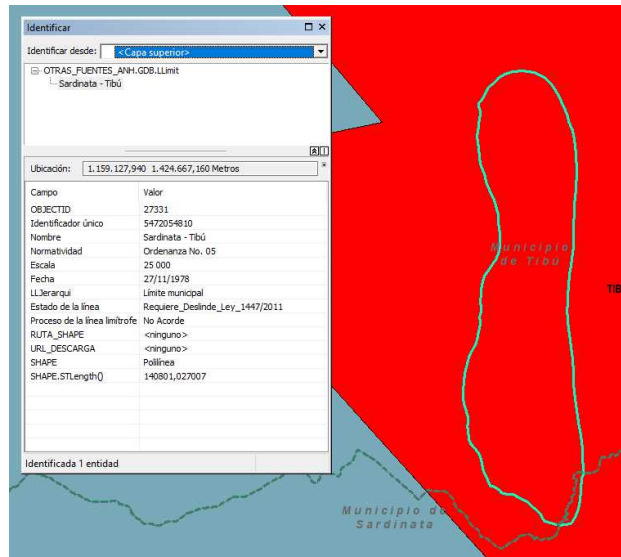 Identificar
Identificar desde: <Capa superior>
OTRAS_FUENTES_ANH.GDB.LLimit
Sardinata - Tibú
Ubicación: 1.159.127,940 1.424.667,160 Metros
Campo Valor
OBJECTID 27331
Identificador único 5472054810
Nombre Sardinata - Tibú
Normatividad Ordenanza No. 05
Escala 25 000
Fecha 27/11/1978
LLJerarqui Límite municipal
Estado de la línea Requiere_Deslinde_Ley_1447/2011
Proceso de la línea limítrofe No Acorde
RUTA_SHAPE <ninguno>
URL_DESCARGA <ninguno>
SHAPE Polilínea
SHAPE.STLength() 140801,027007
Identificada 1 entidad
Municipio
de Tibú
TIB
Municipio de
Sardinata